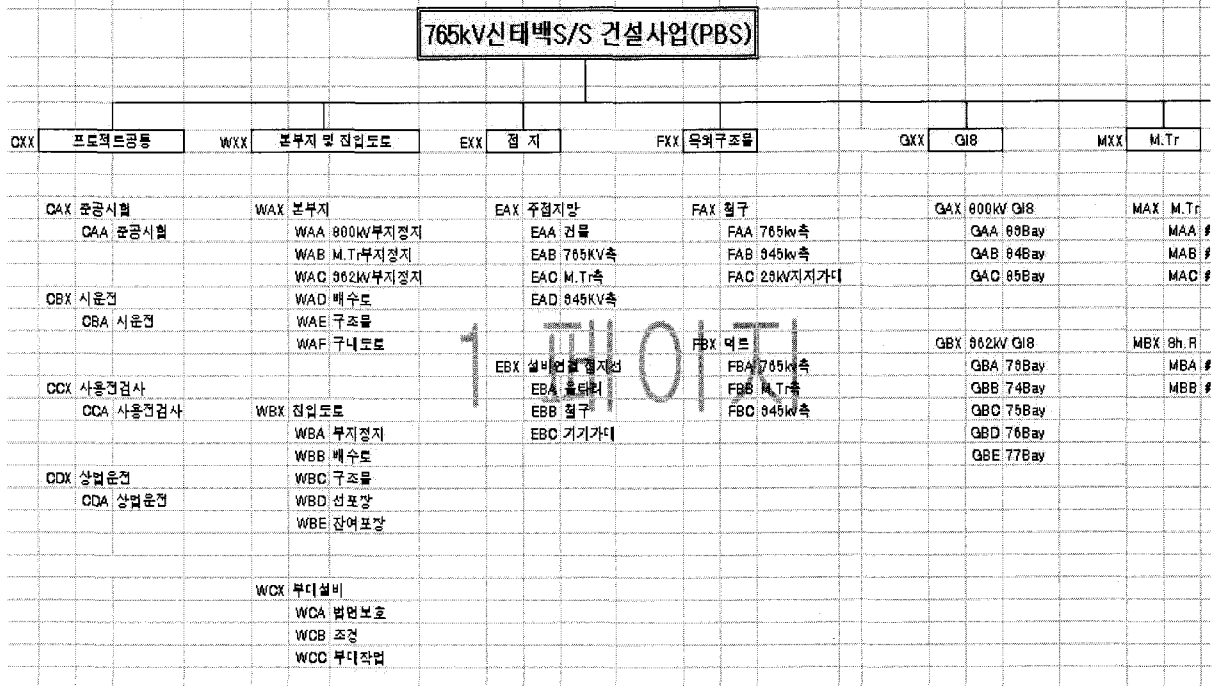 765kV신태백S/S 건설사업(PBS)
CXX 프로젝트공통
WXX 본부지 및 진입도로
EXX 접 지
FXX 옥외구조물
GXX GIS
MXX M.Tr
CAX 준공시험
CAA 준공시험
CBX 시운전
CBA 시운전
CCX 사용전검사
CCA 사용전검사
CDX 상업운전
CDA 상업운전
WAX 본부지
WAA 800kV부지정지
WAB M.Tr부지정지
WAC 362kV부지정지
WAD 배수로
WAE 구조물
WAF 구내도로
WBX 진입도로
WBA 부지정지
WBB 배수로
WBC 구조물
WBD 선포장
WBE 잔여포장
WCX 부대설비
WCA 법면보호
WCB 조경
WCC 부대작업
EAX 주접지망
EAA 건물
EAB 765KV측
EAC M.Tr측
EAD 345KV측
EBX 설비연결 접지선
EBA 울타리
EBB 철구
EBC 기기가대
FAX 철구
FAA 765kv측
FAB 345kv측
FAC 23kV지지가대
FBX 덕트
FBA 765kv측
FBB M.Tr측
FBC 345kv측
GAX 800kV GIS
GAA 83Bay
GAB 84Bay
GAC 85Bay
GBX 362kV GIS
GBA 73Bay
GBB 74Bay
GBC 75Bay
GBD 76Bay
GBE 77Bay
MAX M.Tr
MAA
MAB
MAC
MBX Sh.R
MBA
MBB
1 페이지